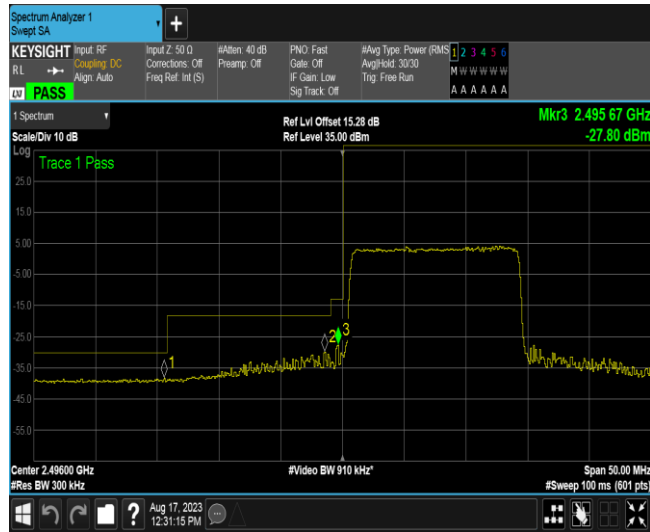 Spectrum Analyzer 1
Swept SA
+
KEYSIGHT Input: RF Input Z: 50 Ω #Atten: 40 dB PNO: Fast #Avg Type: Power (RMS 1 2 3 4 5 6
RL Coupling: DC Corrections: Off Preamp: Off Gate: Off Avg|Hold: 30/30 M W W W W W
Align: Auto Freq Ref: Int (S) IF Gain: Low Trig: Free Run
LXI PASS Sig Track: Off A A A A A A
1 Spectrum Ref Lvl Offset 15.28 dB Mkr3 2.495 67 GHz
Scale/Div 10 dB Ref Level 35.00 dBm -27.80 dBm
Log
Trace 1 Pass
25.0
15.0
5.00
-5.00
-15.0
-25.0
-35.0
-45.0
-55.0
1
2
3
Center 2.49600 GHz #Video BW 910 kHz* Span 50.00 MHz
#Res BW 300 kHz #Sweep 100 ms (601 pts)
? Aug 17, 2023
12:31:15 PM